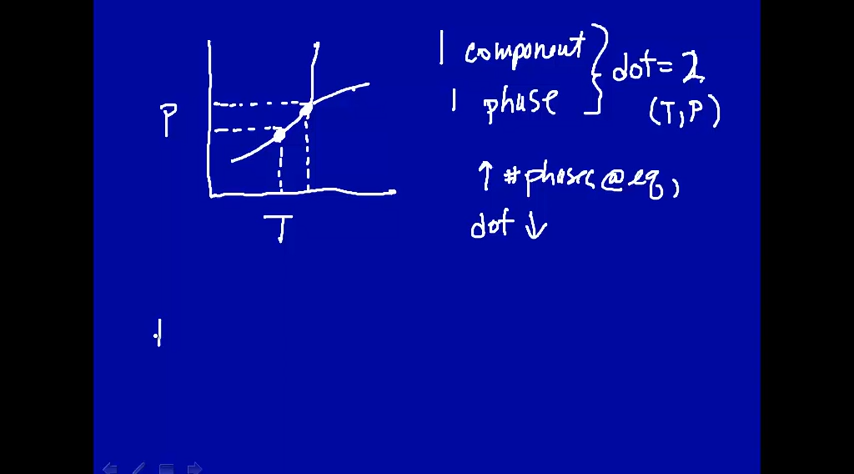 1 component
1 phase
dof = 2
(T, P)
P
T
↑ # phases @ eq,
dof ↓